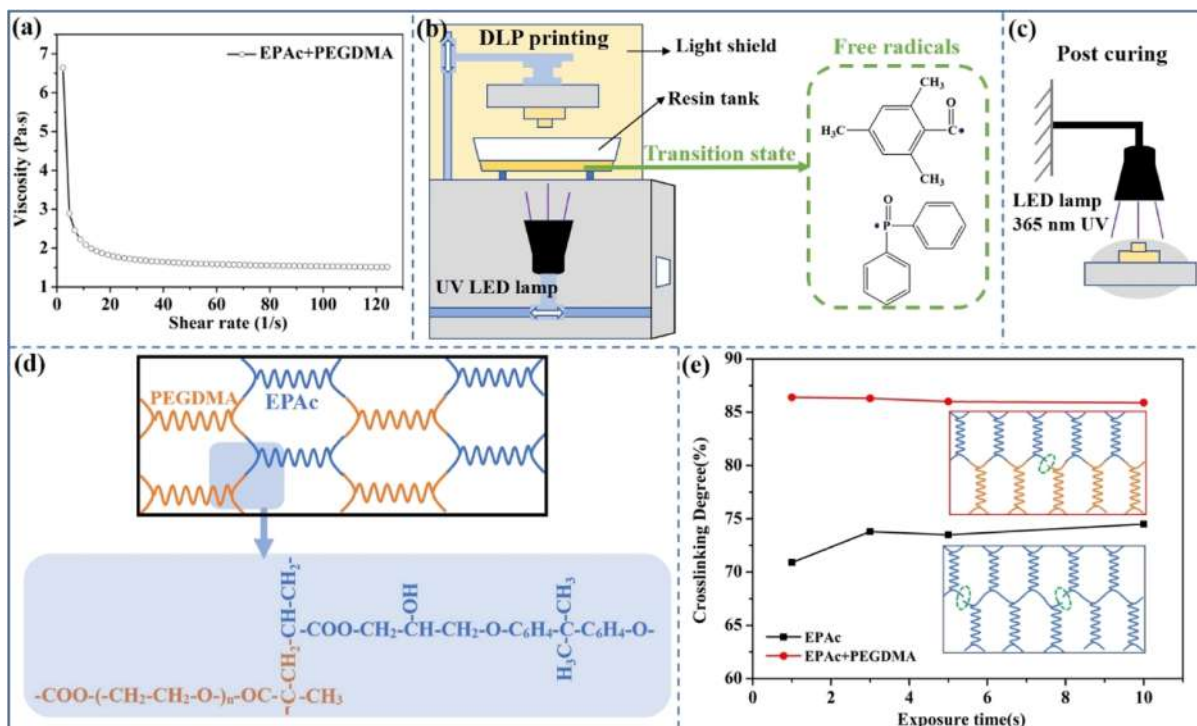 (a)
7
6
5
4
3
2
1
Viscosity (Pa·s)
EPAc+PEGDMA
0 20 40 60 80 100 120
Shear rate (1/s)
(b)
DLP printing
Light shield
Resin tank
Transition state
UV LED lamp
Free radicals
CH₃
O
H₃C
C•
CH₃
O
•P
(c)
Post curing
LED lamp
365 nm UV
(d)
PEGDMA
EPAc
-CH₂-CH-CH₂-
OH
CH₃
-COO-CH₂-CH-CH₂-O-C₆H₄-C-C₆H₄-O-
H₃C
-COO-(-CH₂-CH₂-O-)n-OC-C-CH₃
(e)
90
85
80
75
70
65
60
Crosslinking Degree(%)
EPAc
EPAc+PEGDMA
0 2 4 6 8 10
Exposure time(s)